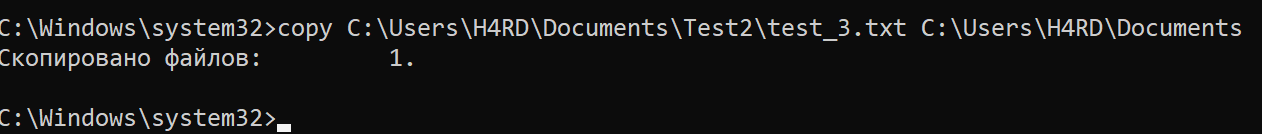 C:\Windows\system32>copy C:\Users\H4RD\Documents\Test2\test_3.txt C:\Users\H4RD\Documents
Скопировано файлов:         1.
C:\Windows\system32>